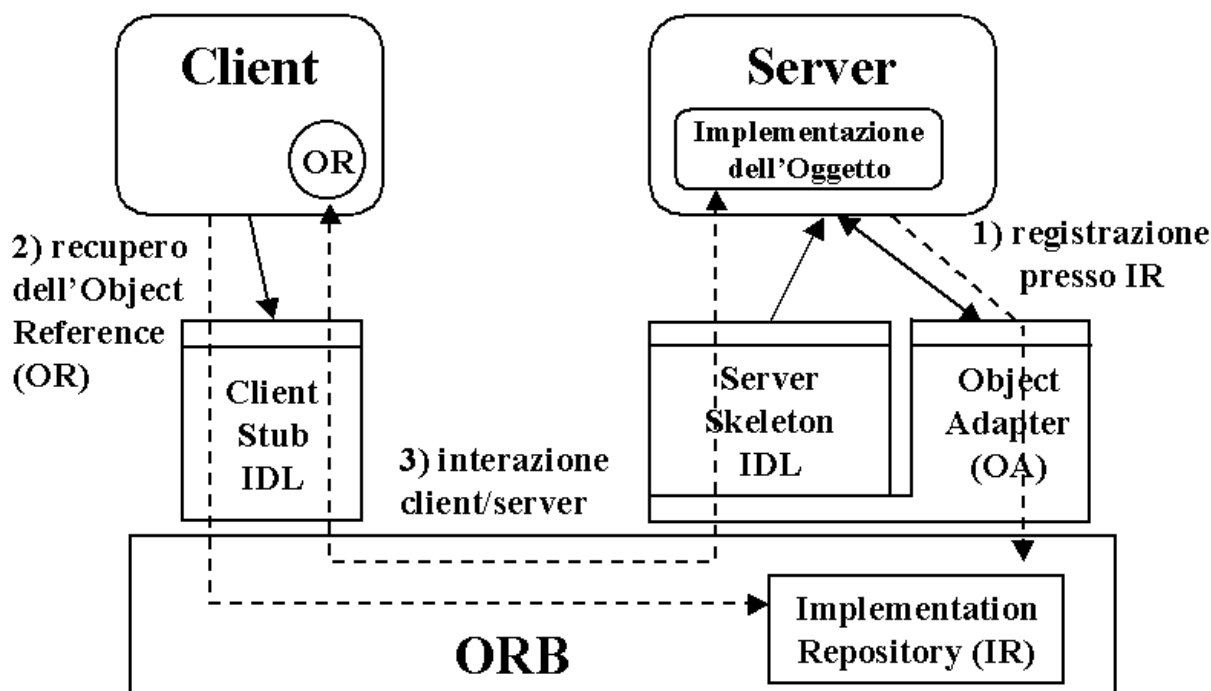 Client
Server
OR
Implementazione
dell'Oggetto
2) recupero
dell'Object
Reference
(OR)
1) registrazione
presso IR
Client
Stub
IDL
Server
Skeleton
IDL
Object
Adapter
(OA)
3) interazione
client/server
ORB
Implementation
Repository (IR)